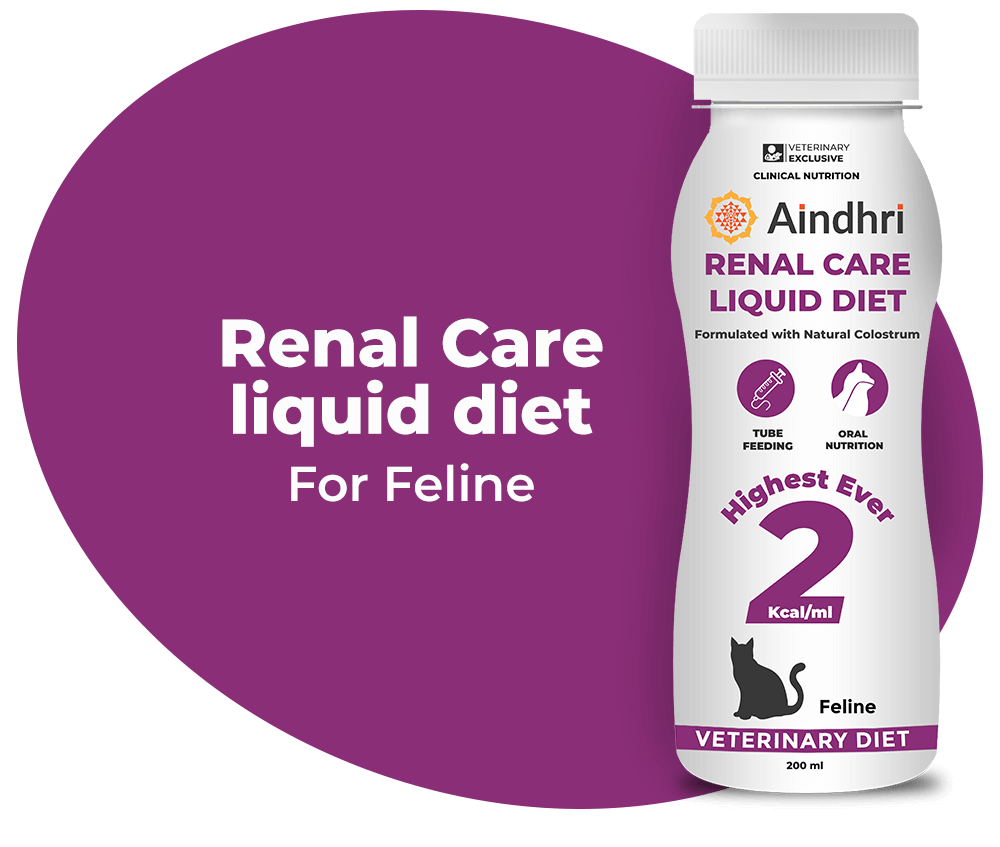 Renal Care
liquid diet
For Feline
VETERINARY
EXCLUSIVE
CLINICAL NUTRITION
Aindhri
RENAL CARE
LIQUID DIET
Formulated with Natural Colostrum
TUBE
FEEDING
ORAL
NUTRITION
Highest Ever
2
Kcal/ml
Feline
VETERINARY DIET
200 ml